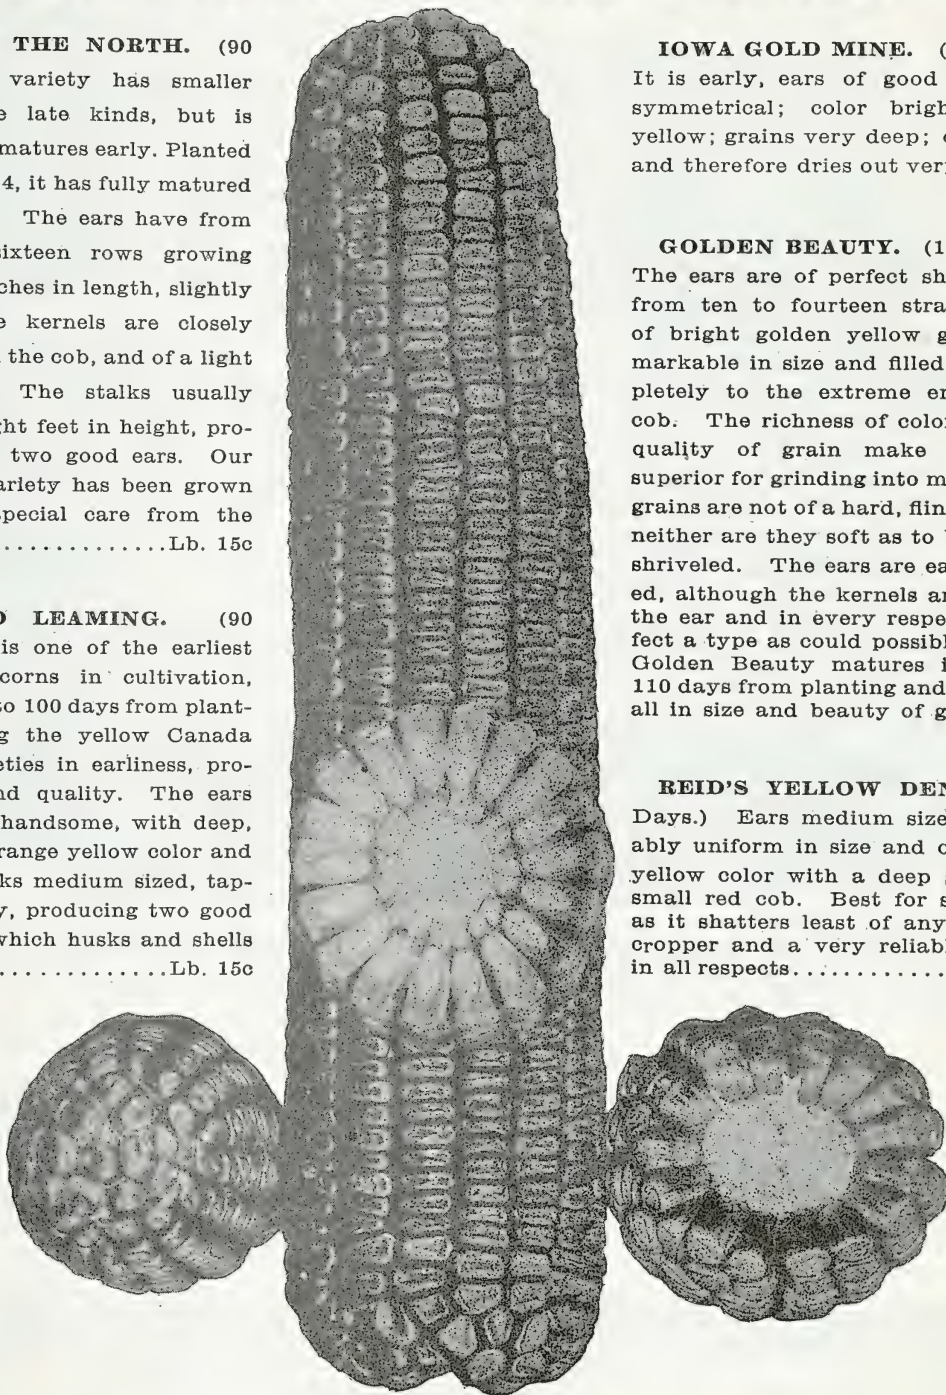 THE NORTH. (90
variety has smaller
late kinds, but is
matures early. Planted
4, it has fully matured
The ears have from
sixteen rows growing
ches in length, slightly
kernels are closely
the cob, and of a light
The stalks usually
ght feet in height, pro-
two good ears. Our
ariety has been grown
special care from the
.............Lb. 15c
LEAMING. (90
is one of the earliest
corns in cultivation,
to 100 days from plant-
g the yellow Canada
eties in earliness, pro-
nd quality. The ears
handsome, with deep,
range yellow color and
ks medium sized, tap-
y, producing two good
which husks and shells
.............Lb. 15c
IOWA GOLD MINE. (
It is early, ears of good
symmetrical; color brigh
yellow; grains very deep; c
and therefore dries out ver
GOLDEN BEAUTY. (1
The ears are of perfect sh
from ten to fourteen stra
of bright golden yellow g
markable in size and filled
pletely to the extreme en
cob. The richness of color
quality of grain make
superior for grinding into m
grains are not of a hard, flin
neither are they soft as to
shriveled. The ears are ea
ed, although the kernels ar
the ear and in every respe
fect a type as could possibl
Golden Beauty matures i
110 days from planting and
all in size and beauty of g
REID'S YELLOW DEN
Days.) Ears medium size
ably uniform in size and c
yellow color with a deep
small red cob. Best for s
as it shatters least of any
cropper and a very reliabl
in all respects............